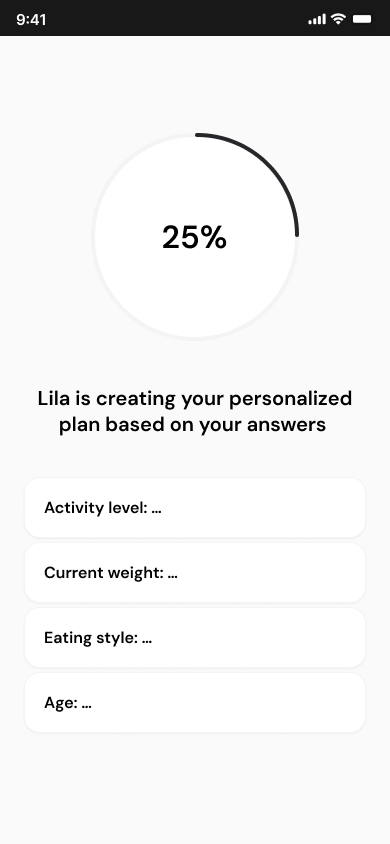 9:41
25%
Lila is creating your personalized
plan based on your answers
Activity level: ...
Current weight: ...
Eating style: ...
Age: ...